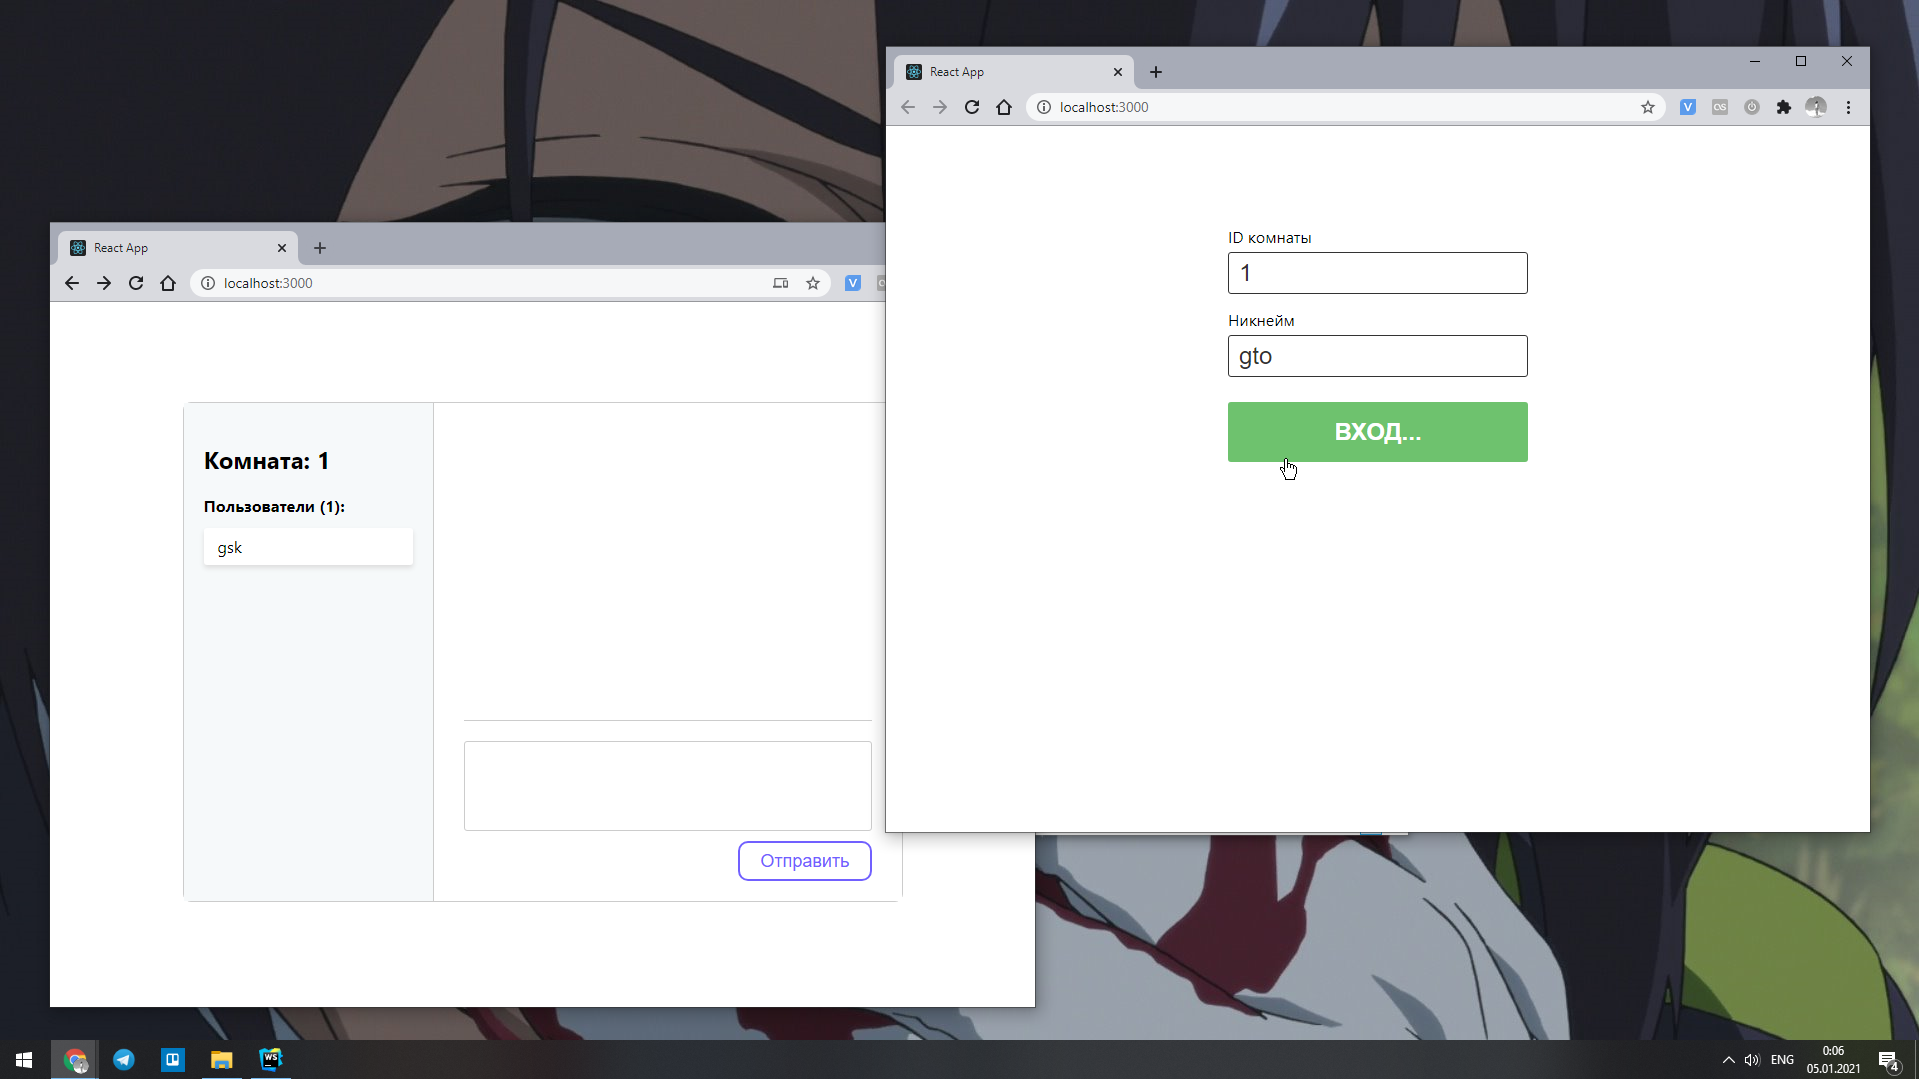 React App
localhost:3000
Комната: 1
Пользователи (1):
gsk
Отправить
React App
localhost:3000
ID комнаты
1
Никнейм
gto
ВХОД...
WS
ENG
0:06
05.01.2021
4